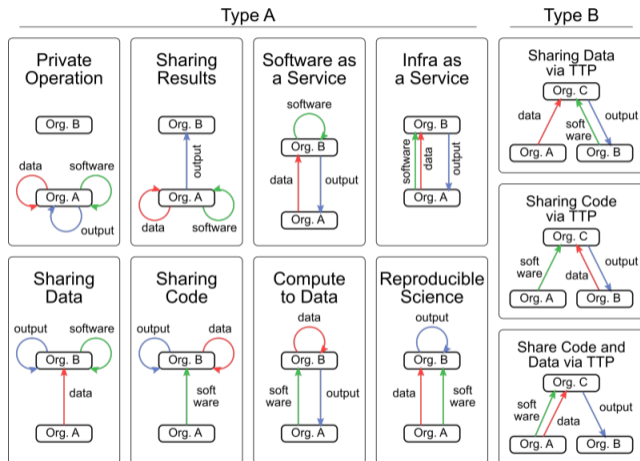 Type A
Type B
Private
Operation
Org. B
data
software
Org. A
output
Sharing
Results
Org. B
output
Org. A
data
software
Software as
a Service
software
Org. B
data
output
Org. A
Infra as
a Service
Org. B
software
data
output
Org. A
Sharing Data
via TTP
Org. C
data
output
soft
ware
Org. A
Org. B
Sharing
Data
output
software
Org. B
data
Org. A
Sharing
Code
output
data
Org. B
soft
ware
Org. A
Compute
to Data
data
Org. B
soft
ware
output
Org. A
Reproducible
Science
output
Org. B
data
soft
ware
Org. A
Sharing Code
via TTP
Org. C
soft
ware
output
data
Org. A
Org. B
Share Code and
Data via TTP
Org. C
soft
ware
output
data
Org. A
Org. B